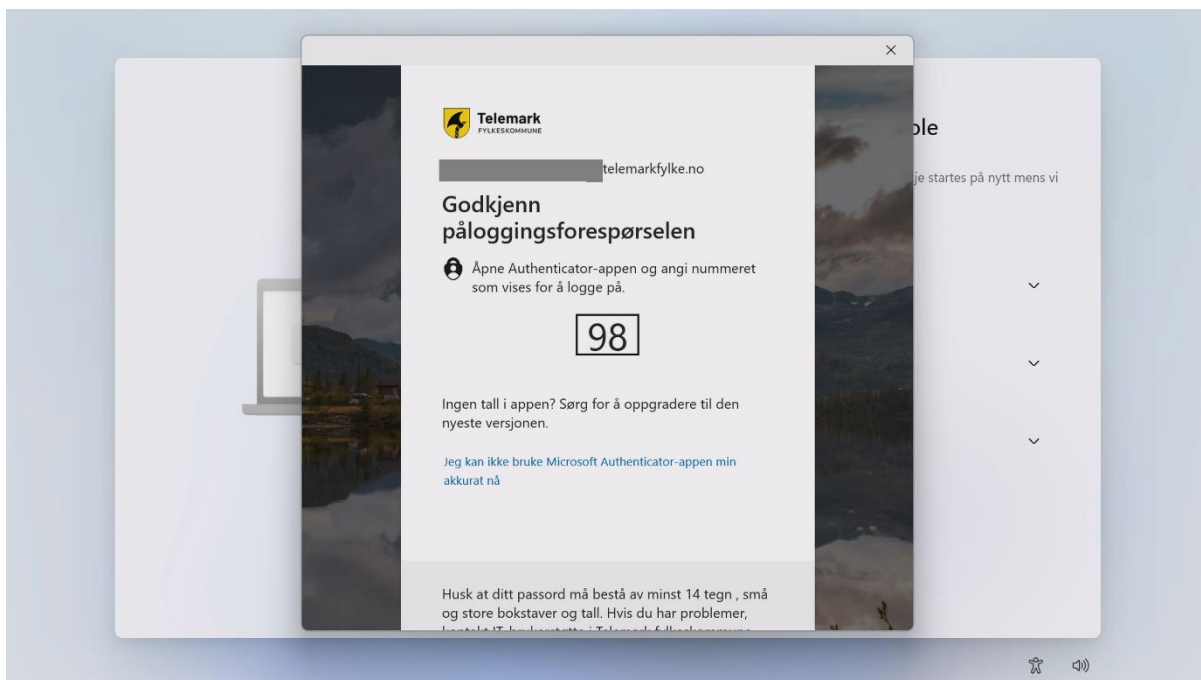 Telemark
FYLKESKOMMUNE
telemarkfylke.no
Godkjenn
påloggingsforespørselen
Åpne Authenticator-appen og angi nummeret
som vises for å logge på.
98
Ingen tall i appen? Sørg for å oppgradere til den
nyeste versjonen.
Jeg kan ikke bruke Microsoft Authenticator-appen min
akkurat nå
Husk at ditt passord må bestå av minst 14 tegn , små
og store bokstaver og tall. Hvis du har problemer,
startes på nytt mens vi